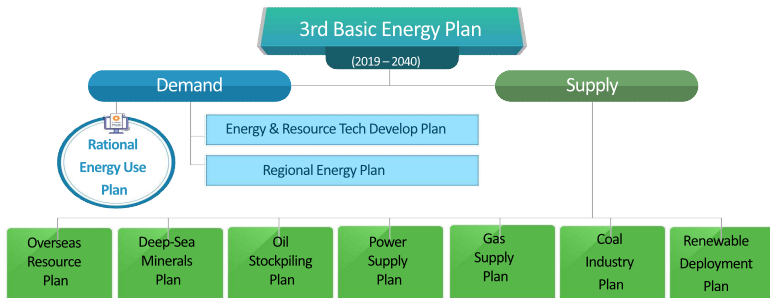 3rd Basic Energy Plan
(2019 – 2040)
Demand
Supply
Rational
Energy Use
Plan
Energy & Resource Tech Develop Plan
Regional Energy Plan
Overseas
Resource
Plan
Deep-Sea
Minerals
Plan
Oil
Stockpiling
Plan
Power
Supply
Plan
Gas
Supply
Plan
Coal
Industry
Plan
Renewable
Deployment
Plan